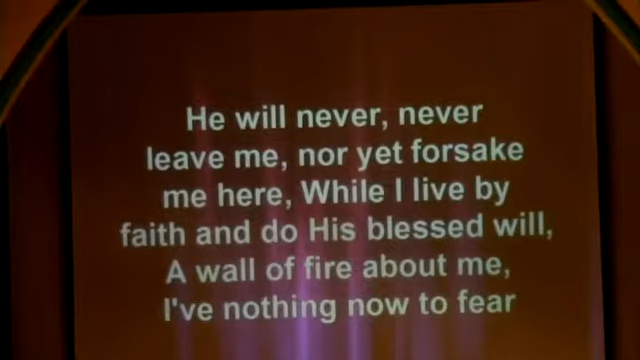 He will never, never
leave me, nor yet forsake
me here, While I live by
faith and do His blessed will,
A wall of fire about me,
I've nothing now to fear